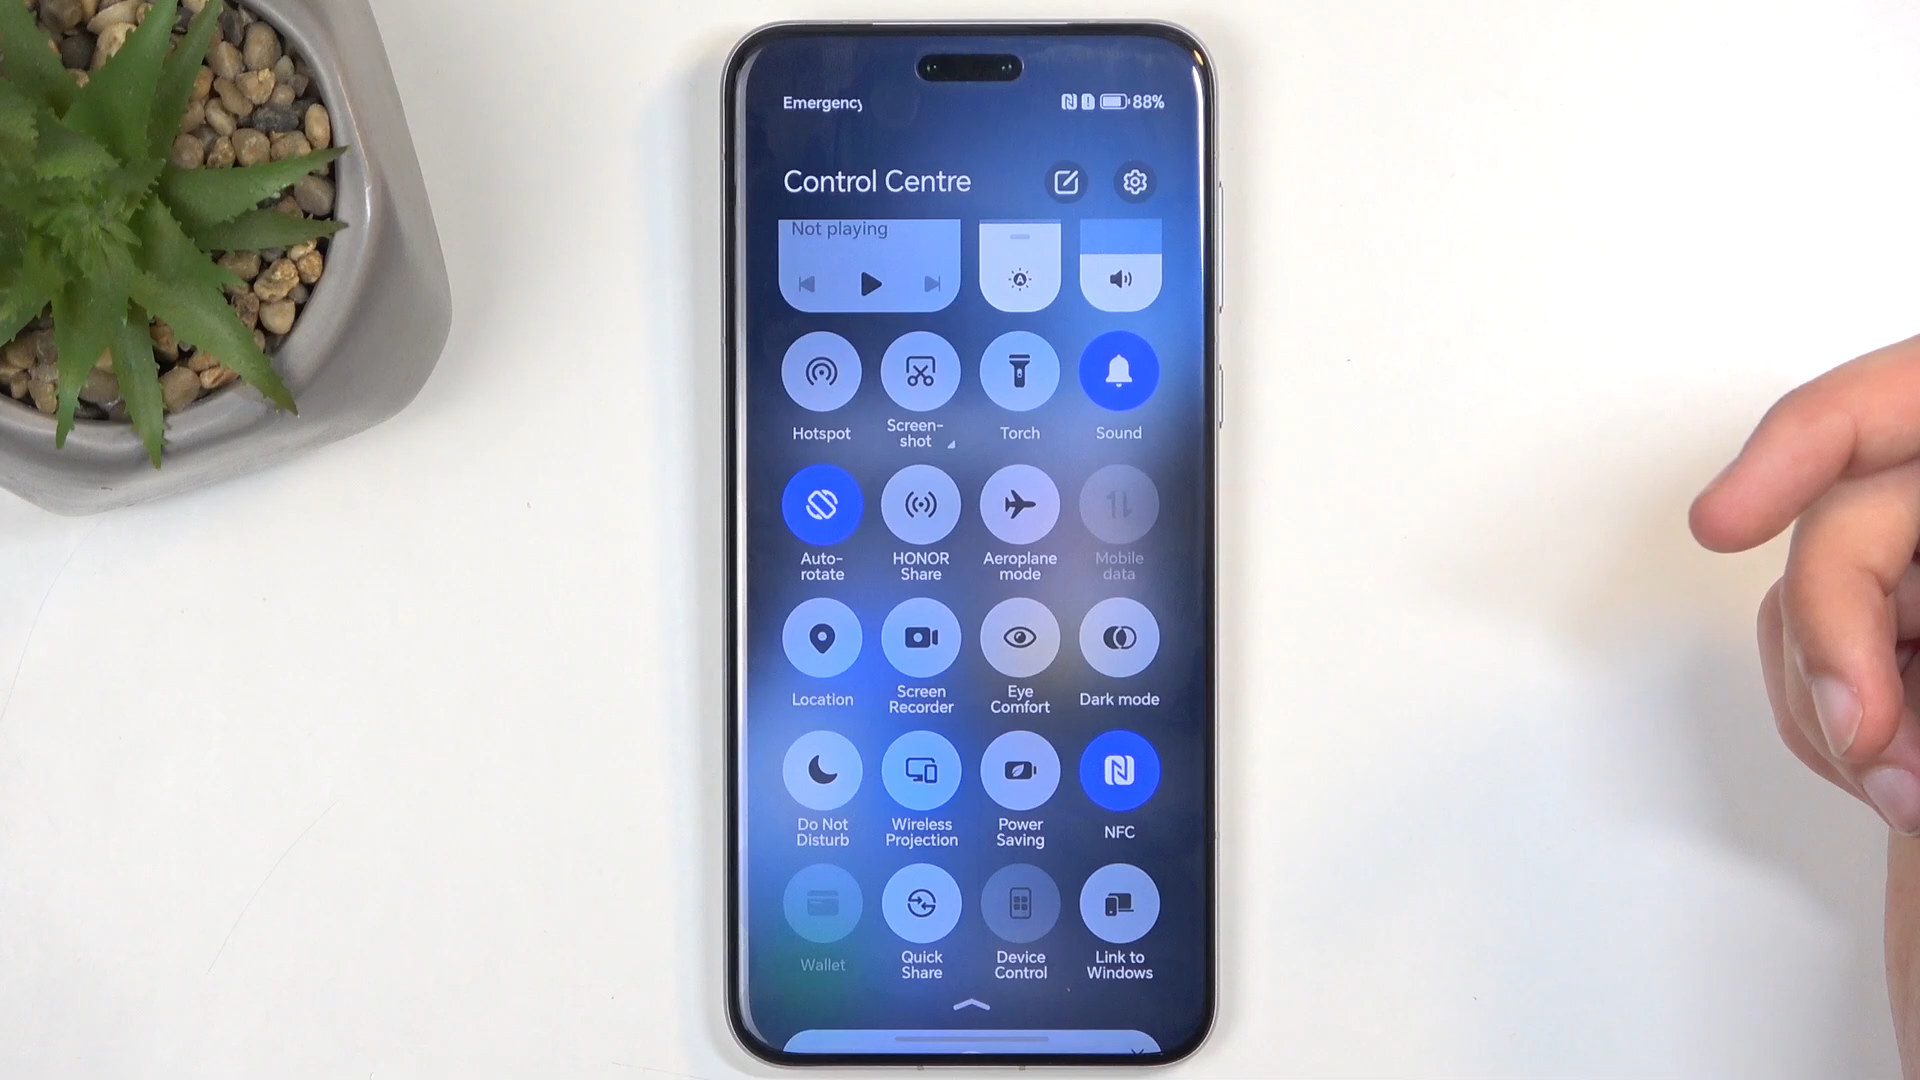 Emergency
88%
Control Centre
Not playing
Hotspot
Screen-
shot
Torch
Sound
Auto-
rotate
HONOR
Share
Aeroplane
mode
Mobile
data
Location
Screen
Recorder
Eye
Comfort
Dark mode
Do Not
Disturb
Wireless
Projection
Power
Saving
NFC
Wallet
Quick
Share
Device
Control
Link to
Windows